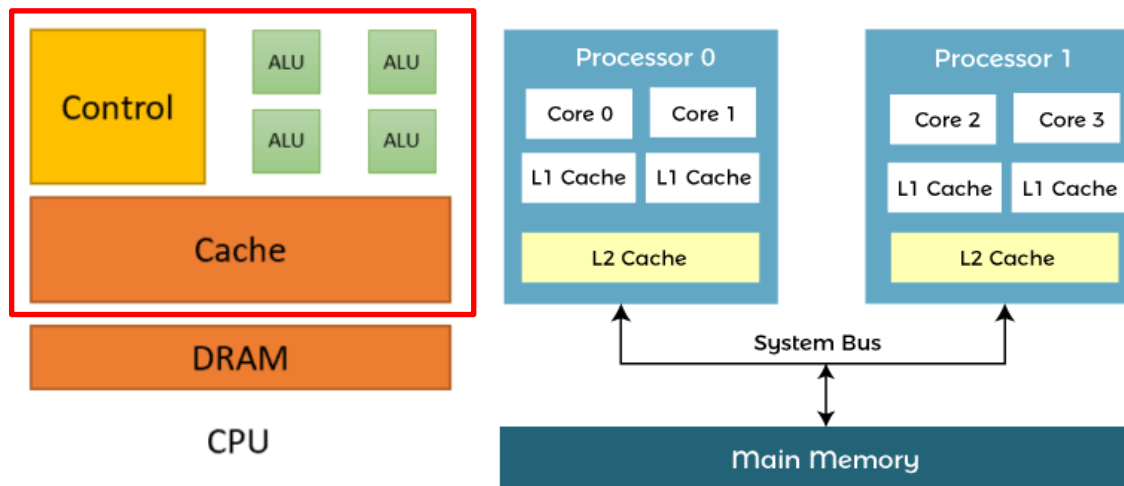 Control
ALU
ALU
ALU
ALU
Cache
DRAM
CPU
Processor 0
Core 0
Core 1
L1 Cache
L1 Cache
L2 Cache
Processor 1
Core 2
Core 3
L1 Cache
L1 Cache
L2 Cache
System Bus
Main Memory